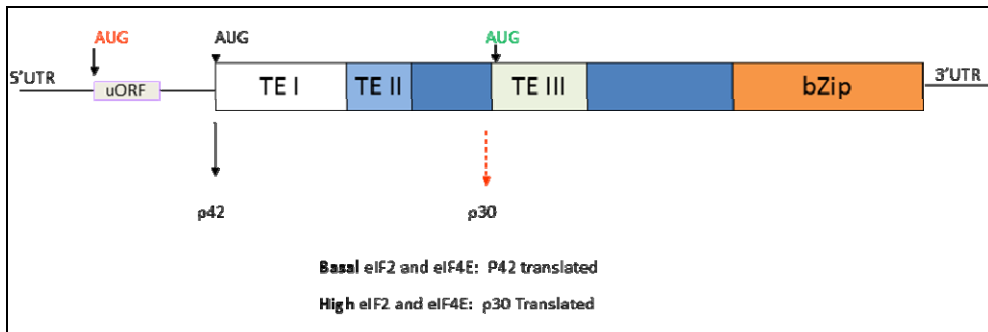 AUG AUG AUG
5'UTR uORF TE I TE II TE III bZip 3'UTR
p42 p30
Basal eIF2 and eIF4E: P42 translated
High eIF2 and eIF4E: p30 Translated